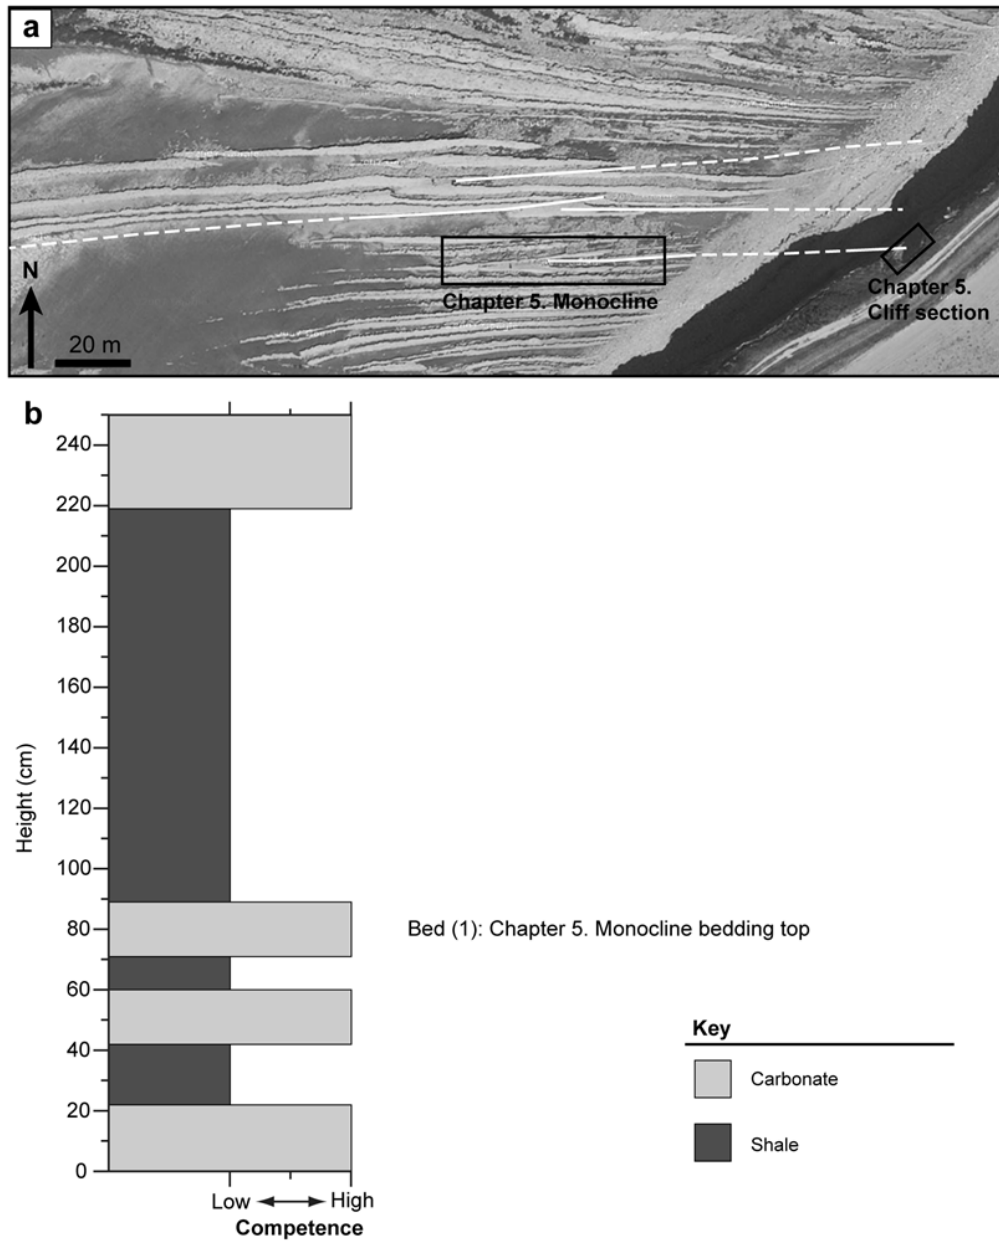 a
N
20 m
Chapter 5. Monocline
Chapter 5.
Cliff section
b
Height (cm)
240
220
200
180
160
140
120
100
80
60
40
20
0
Bed (1): Chapter 5. Monocline bedding top
Low High
Competence
Key
Carbonate
Shale